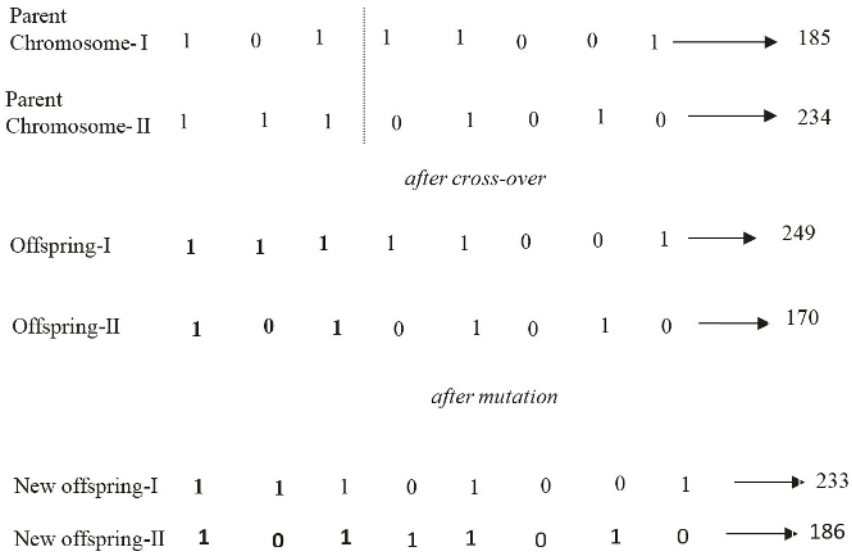 Parent
Chromosome- I 1 0 1 1 1 0 0 1 185
Parent
Chromosome- II 1 1 1 0 1 0 1 0 234
after cross-over
Offspring-I 1 1 1 1 1 0 0 1 249
Offspring-II 1 0 1 0 1 0 1 0 170
after mutation
New offspring-I 1 1 1 0 1 0 0 1 233
New offspring-II 1 0 1 1 1 0 1 0 186